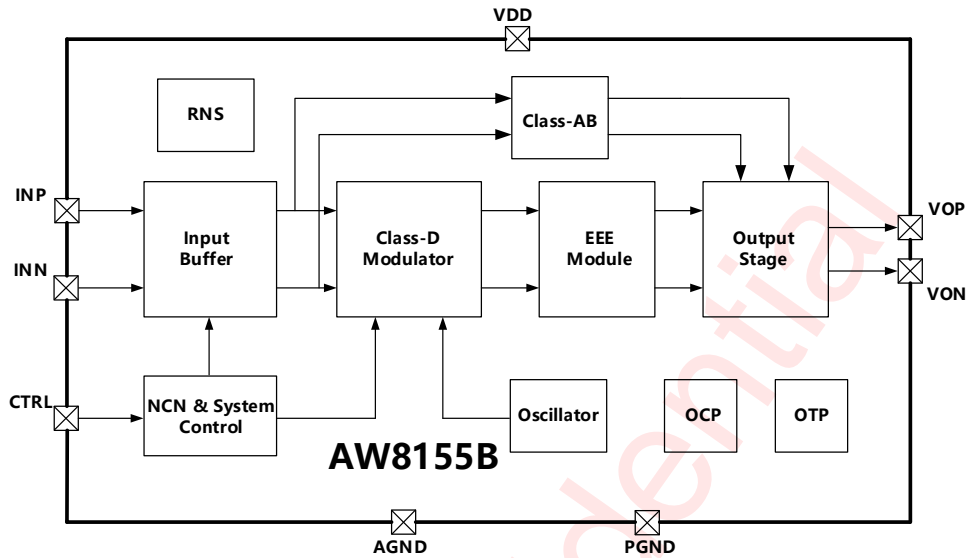 VDD
RNS
Class-AB
INP
INN
Input
Buffer
Class-D
Modulator
EEE
Module
Output
Stage
VOP
VON
CTRL
NCN & System
Control
Oscillator
OCP
OTP
AW8155B
AGND
PGND
dential